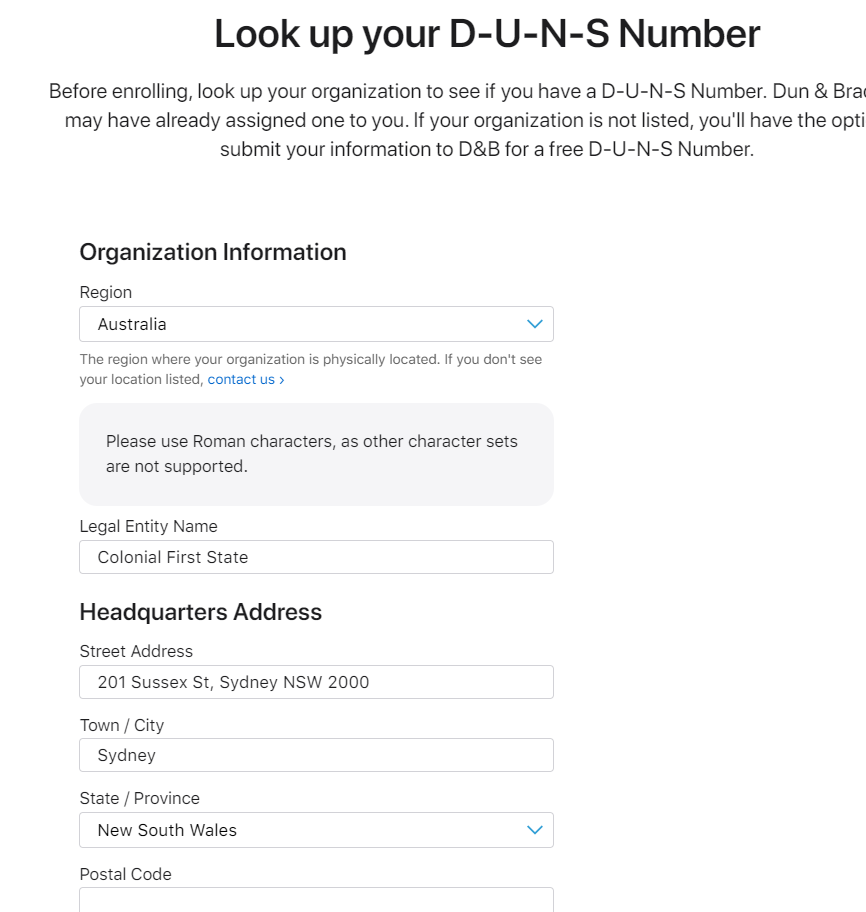 Look up your D-U-N-S Number
Before enrolling, look up your organization to see if you have a D-U-N-S Number. Dun &
may have already assigned one to you. If your organization is not listed, you'll have the
submit your information to D&B for a free D-U-N-S Number.
Organization Information
Region
Australia
The region where your organization is physically located. If you don't see
your location listed, contact us ›
Please use Roman characters, as other character sets
are not supported.
Legal Entity Name
Colonial First State
Headquarters Address
Street Address
201 Sussex St, Sydney NSW 2000
Town / City
Sydney
State / Province
New South Wales
Postal Code